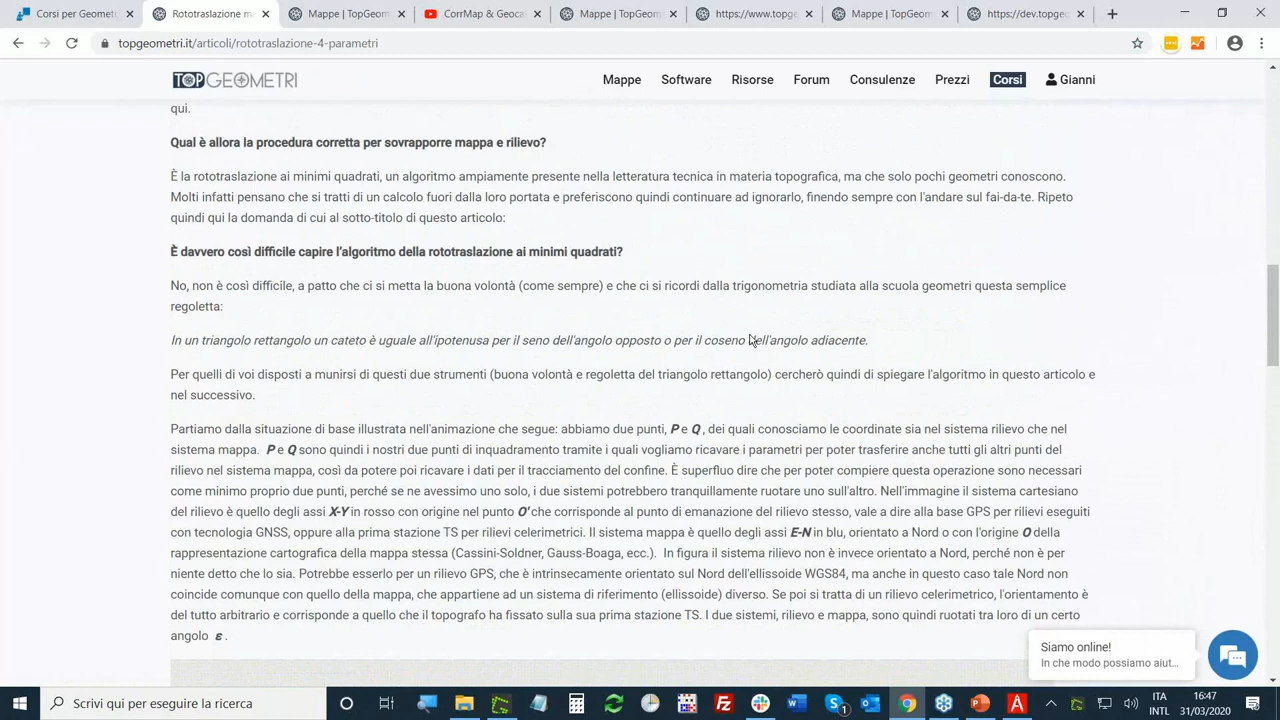 Corsi per Geomet
Rototraslazione m
Mappe | TopGeom
CorrMap & Geoca
Mappe | TopGeom
https://www.topge
Mappe | TopGeom
https://dev.topgeo
topgeometri.it/articoli/rototraslazione-4-parametri
TOPGEOMETRI
Mappe
Software
Risorse
Forum
Consulenze
Prezzi
Corsi
Gianni
qui.
Qual è allora la procedura corretta per sovrapporre mappa e rilievo?
È la rototraslazione ai minimi quadrati, un algoritmo ampiamente presente nella letteratura tecnica in materia topografica, ma che solo pochi geometri conoscono.
Molti infatti pensano che si tratti di un calcolo fuori dalla loro portata e preferiscono quindi continuare ad ignorarlo, finendo sempre con l'andare sul fai-da-te. Ripeto
quindi qui la domanda di cui al sotto-titolo di questo articolo:
È davvero così difficile capire l'algoritmo della rototraslazione ai minimi quadrati?
No, non è così difficile, a patto che ci si metta la buona volontà (come sempre) e che ci si ricordi dalla trigonometria studiata alla scuola geometri questa semplice
regoletta:
In un triangolo rettangolo un cateto è uguale all'ipotenusa per il seno dell'angolo opposto o per il coseno dell'angolo adiacente.
Per quelli di voi disposti a munirsi di questi due strumenti (buona volontà e regoletta del triangolo rettangolo) cercherò quindi di spiegare l'algoritmo in questo articolo e
nel successivo.
Partiamo dalla situazione di base illustrata nell'animazione che segue: abbiamo due punti, P e Q, dei quali conosciamo le coordinate sia nel sistema rilievo che nel
sistema mappa. P e Q sono quindi i nostri due punti di inquadramento tramite i quali vogliamo ricavare i parametri per poter trasferire anche tutti gli altri punti del
rilievo nel sistema mappa, così da potere poi ricavare i dati per il tracciamento del confine. È superfluo dire che per poter compiere questa operazione sono necessari
come minimo proprio due punti, perché se ne avessimo uno solo, i due sistemi potrebbero tranquillamente ruotare uno sull'altro. Nell'immagine il sistema cartesiano
del rilievo è quello degli assi X-Y in rosso con origine nel punto O' che corrisponde al punto di emanazione del rilievo stesso, vale a dire alla base GPS per rilievi eseguiti
con tecnologia GNSS, oppure alla prima stazione TS per rilievi celerimetrici. Il sistema mappa è quello degli assi E-N in blu, orientato a Nord o con l'origine O della
rappresentazione cartografica della mappa stessa (Cassini-Soldner, Gauss-Boaga, ecc.). In figura il sistema rilievo non è invece orientato a Nord, perché non è per
niente detto che lo sia. Potrebbe esserlo per un rilievo GPS, che è intrinsecamente orientato sul Nord dell'ellissoide WGS84, ma anche in questo caso tale Nord non
coincide comunque con quello della mappa, che appartiene ad un sistema di riferimento (ellissoide) diverso. Se poi si tratta di un rilievo celerimetrico, l'orientamento è
del tutto arbitrario e corrisponde a quello che il topografo ha fissato sulla sua prima stazione TS. I due sistemi, rilievo e mappa, sono quindi ruotati tra loro di un certo
angolo ε .
Siamo online!
In che modo possiamo aiut...
Scrivi qui per eseguire la ricerca
ITA
INTL
16:47
31/03/2020